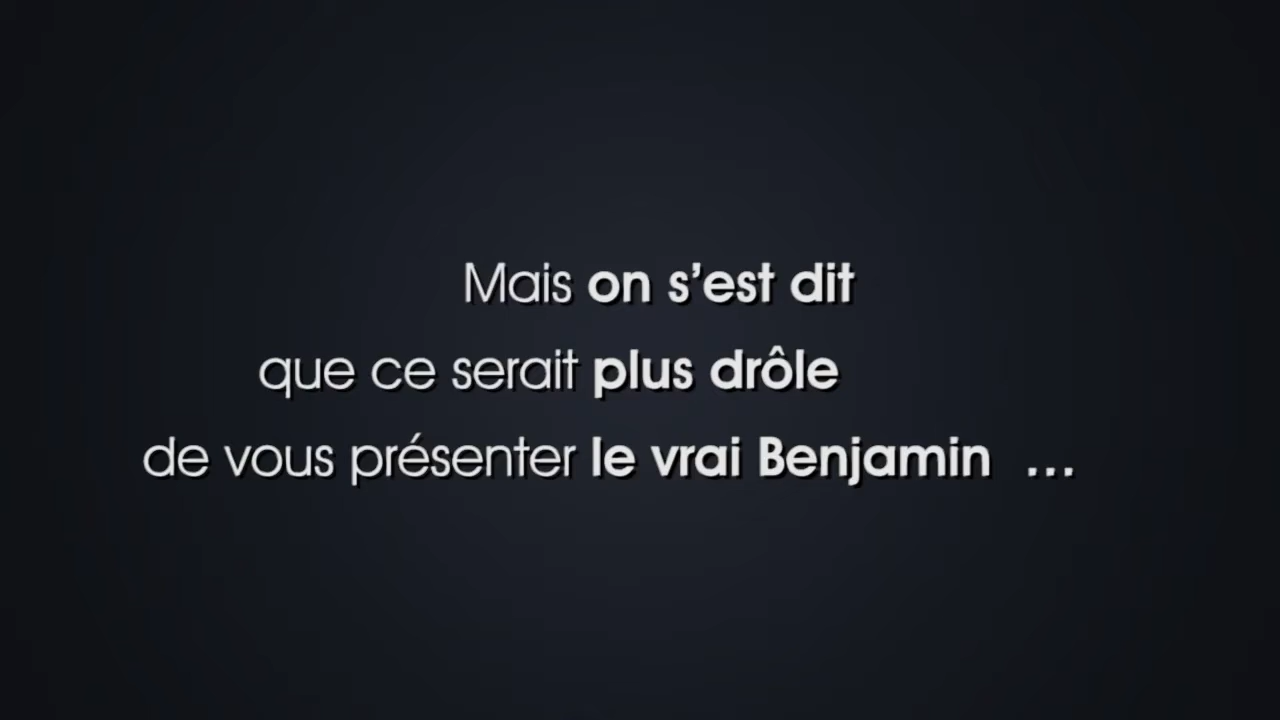 Mais on s’est dit
que ce serait plus drôle
de vous présenter le vrai Benjamin ...